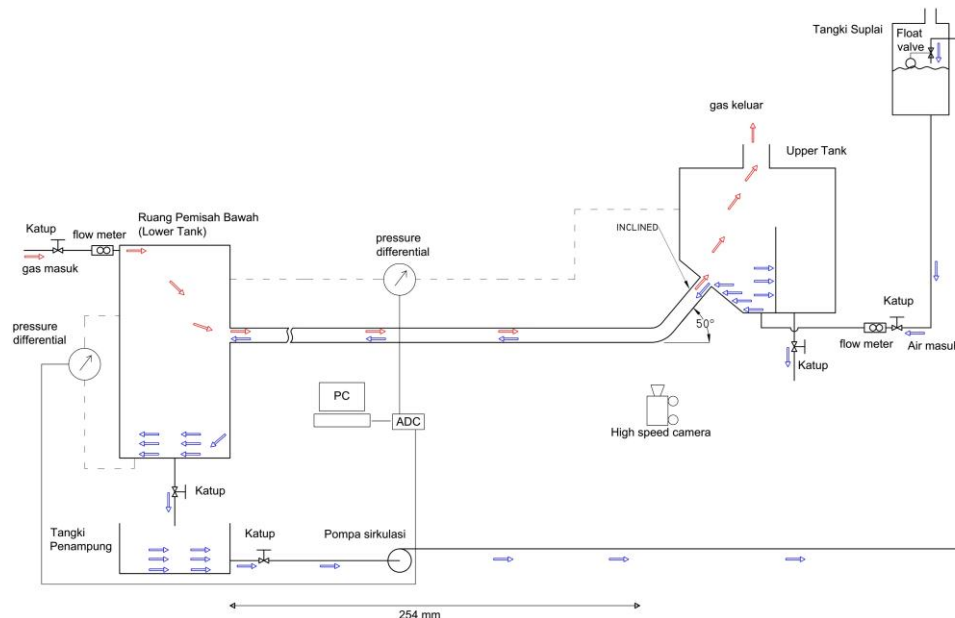 Tangki Suplai
Float
valve
gas keluar
Upper Tank
Ruang Pemisah Bawah
(Lower Tank)
Katup
flow meter
gas masuk
pressure
differential
INCLINED
pressure
differential
50°
Katup
flow meter
Air masuk
Katup
PC
ADC
High speed camera
Katup
Tangki
Penampung
Katup
Pompa sirkulasi
254 mm